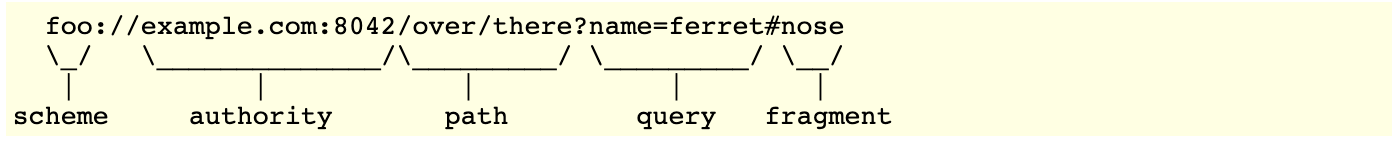 foo://example.com:8042/over/there?name=ferret#nose
\_/   \______________/\_________/ \_________/ \__/
 |           |            |            |        |
scheme     authority       path        query   fragment